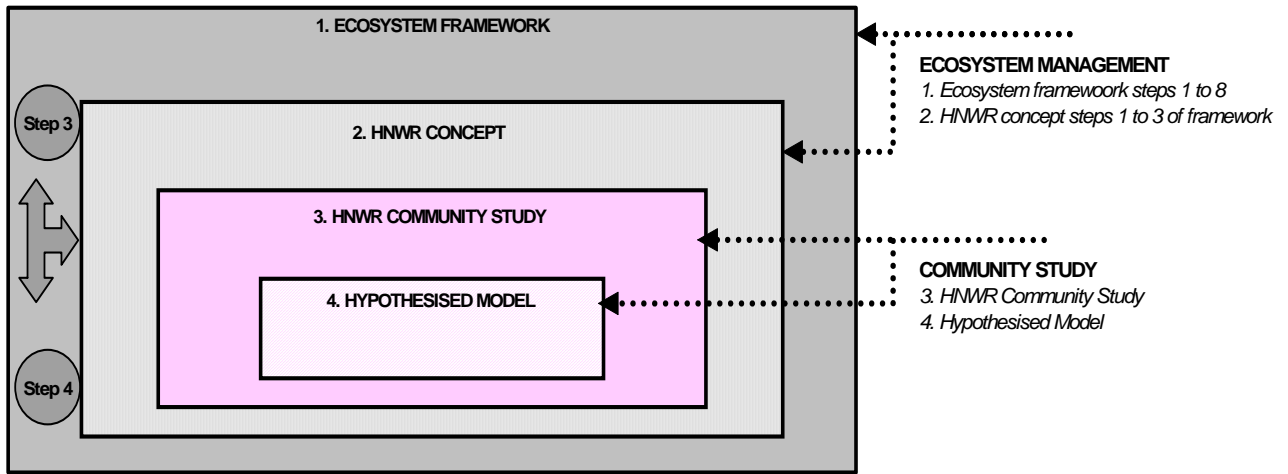 1. ECOSYSTEM FRAMEWORK
Step 3
2. HNWR CONCEPT
3. HNWR COMMUNITY STUDY
4. HYPOTHESISED MODEL
Step 4
ECOSYSTEM MANAGEMENT
1. Ecosystem framewoork steps 1 to 8
2. HNWR concept steps 1 to 3 of framework
COMMUNITY STUDY
3. HNWR Community Study
4. Hypothesised Model